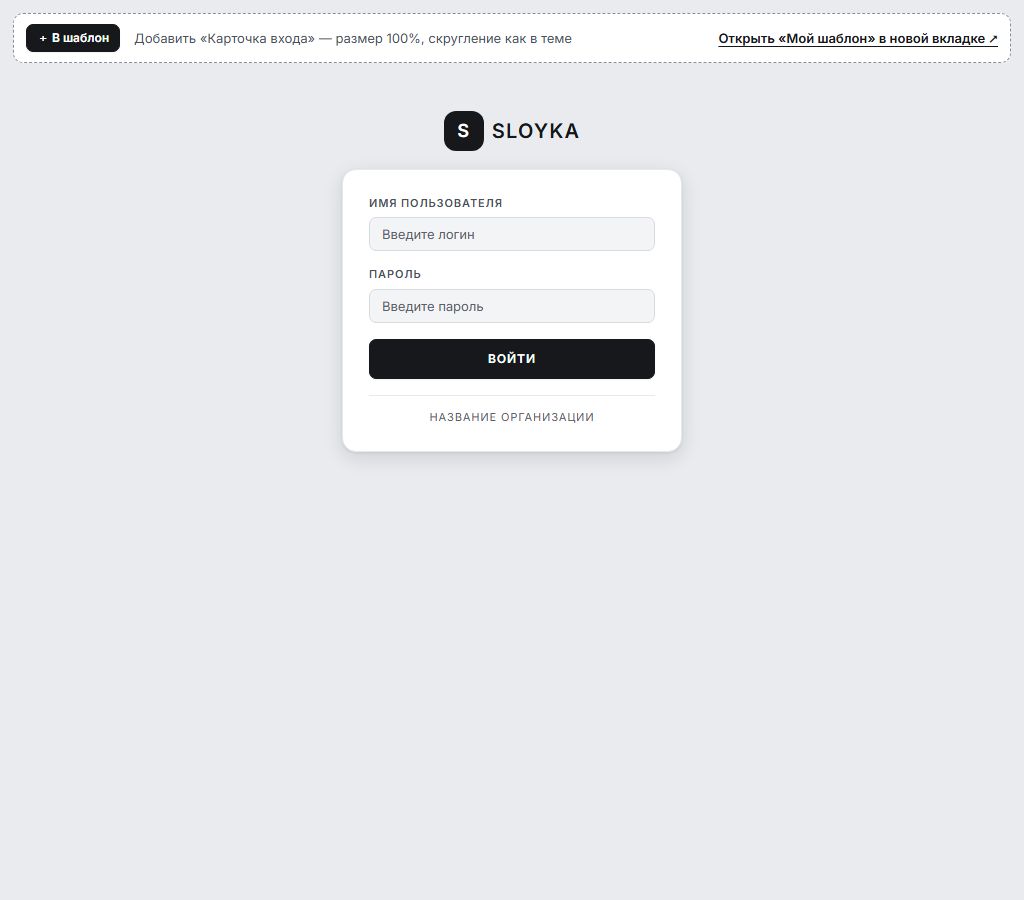 + В шаблон Добавить «Карточка входа» — размер 100%, скругление как в теме Открыть «Мой шаблон» в новой вкладке ↗
S SLOYKA
ИМЯ ПОЛЬЗОВАТЕЛЯ
Введите логин
ПАРОЛЬ
Введите пароль
ВОЙТИ
НАЗВАНИЕ ОРГАНИЗАЦИИ